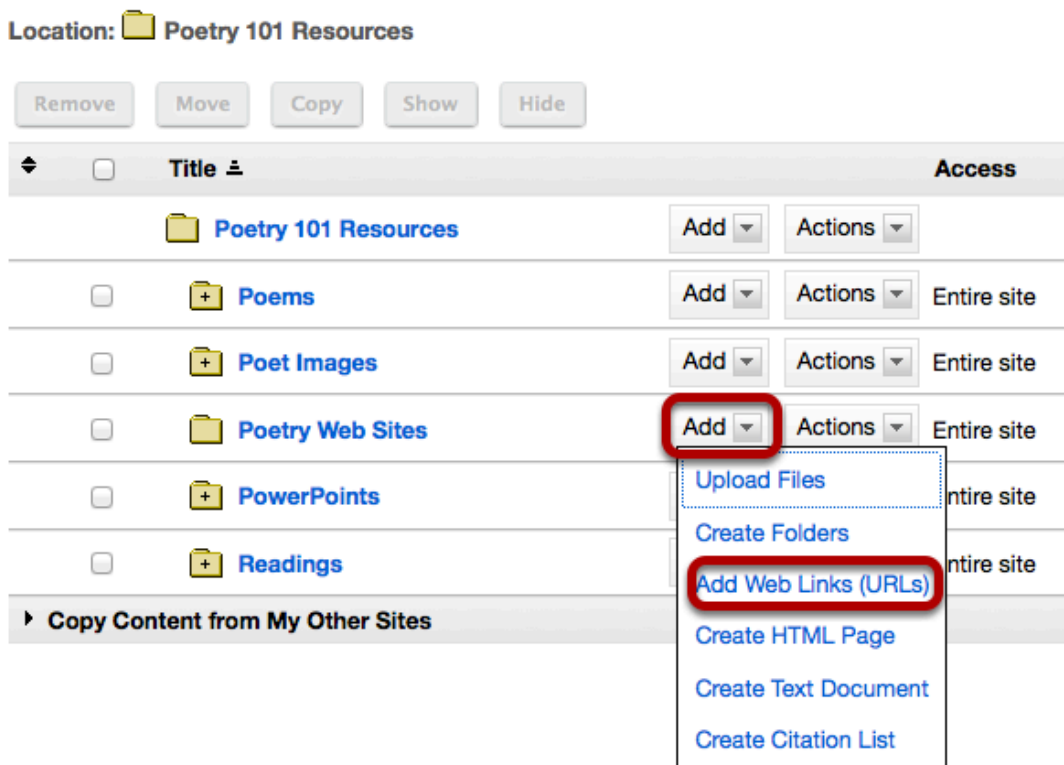 Location: Poetry 101 Resources
Remove Move Copy Show Hide
Title Access
Poetry 101 Resources Add Actions
Poems Add Actions Entire site
Poet Images Add Actions Entire site
Poetry Web Sites Add Actions Entire site
Upload Files
PowerPoints ntire site
Create Folders
Readings ntire site
Add Web Links (URLs)
Copy Content from My Other Sites
Create HTML Page
Create Text Document
Create Citation List